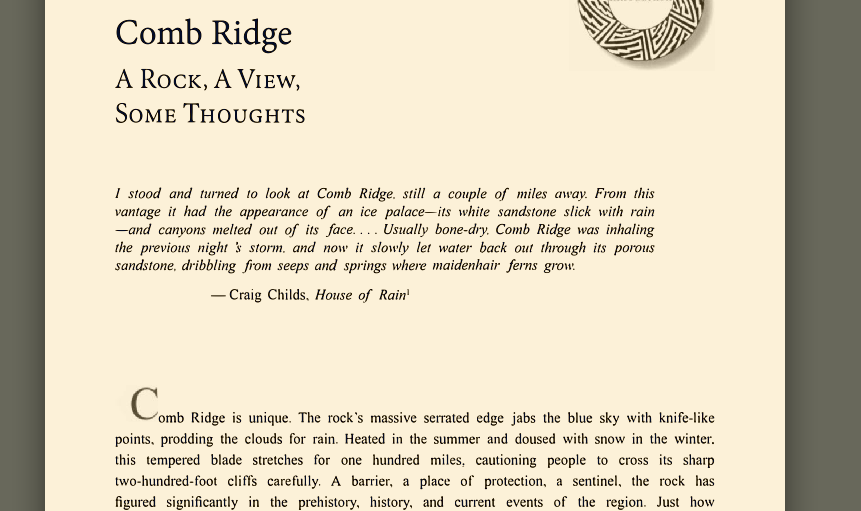 Comb Ridge
A Rock, A View,
Some Thoughts
I stood and turned to look at Comb Ridge, still a couple of miles away. From this
vantage it had the appearance of an ice palace—its white sandstone slick with rain
—and canyons melted out of its face. . . . Usually bone-dry, Comb Ridge was inhaling
the previous night ’s storm, and now it slowly let water back out through its porous
sandstone, dribbling from seeps and springs where maidenhair ferns grow.
— Craig Childs, House of Rain¹
Comb Ridge is unique. The rock’s massive serrated edge jabs the blue sky with knife-like
points, prodding the clouds for rain. Heated in the summer and doused with snow in the winter,
this tempered blade stretches for one hundred miles, cautioning people to cross its sharp
two-hundred-foot cliffs carefully. A barrier, a place of protection, a sentinel, the rock has
figured significantly in the prehistory, history, and current events of the region. Just how